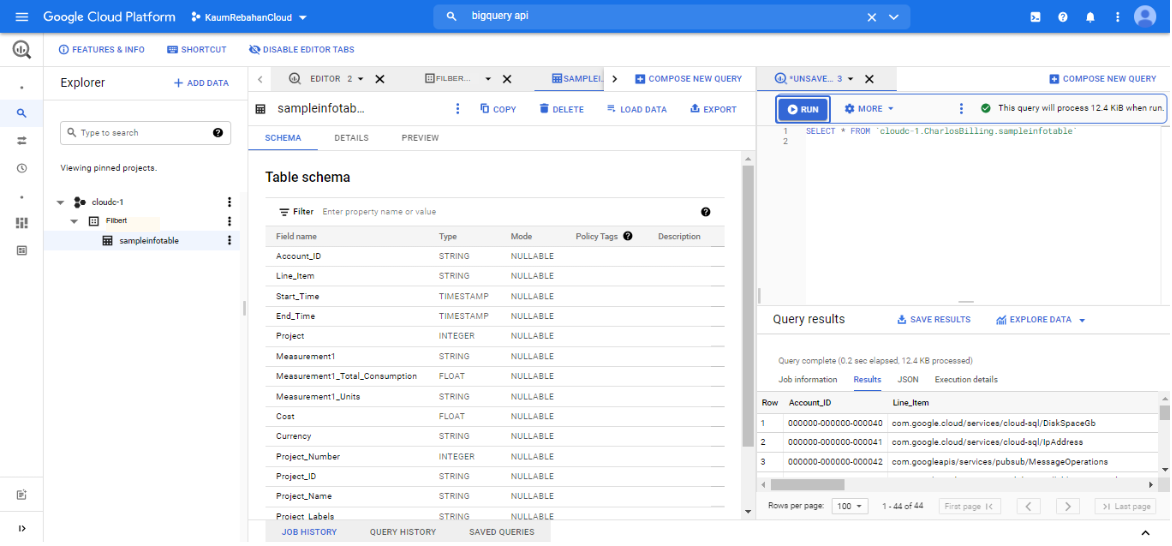 Google Cloud Platform KaumRebahanCloud bigquery api
FEATURES & INFO SHORTCUT DISABLE EDITOR TABS
Explorer + ADD DATA
Type to search
Viewing pinned projects.
cloudc-1
Filbert
sampleinfotable
EDITOR 2 FILBER... SAMPLEI. COMPOSE NEW QUERY
sampleinfotab... COPY DELETE LOAD DATA EXPORT
SCHEMA DETAILS PREVIEW
Table schema
Filter Enter property name or value
Field name Type Mode Policy Tags Description
Account_ID STRING NULLABLE
Line_Item STRING NULLABLE
Start_Time TIMESTAMP NULLABLE
End_Time TIMESTAMP NULLABLE
Project INTEGER NULLABLE
Measurement1 STRING NULLABLE
Measurement1_Total_Consumption FLOAT NULLABLE
Measurement1_Units STRING NULLABLE
Cost FLOAT NULLABLE
Currency STRING NULLABLE
Project_Number INTEGER NULLABLE
Project_ID STRING NULLABLE
Project_Name STRING NULLABLE
Project_Labels STRING NULLABLE
*UNSAVE... 3 COMPOSE NEW QUERY
RUN MORE This query will process 12.4 KiB when run.
1 SELECT * FROM `cloudc-1.CharlosBilling.sampleinfotable`
2
Query results SAVE RESULTS EXPLORE DATA
Query complete (0.2 sec elapsed, 12.4 KB processed)
Job information Results JSON Execution details
Row Account_ID Line_Item
1 000000-000000-000040 com.google.cloud/services/cloud-sql/DiskSpaceGb
2 000000-000000-000041 com.google.cloud/services/cloud-sql/IpAddress
3 000000-000000-000042 com.googleapis/services/pubsub/MessageOperations
Rows per page: 100 1 - 44 of 44 First page Last page
JOB HISTORY QUERY HISTORY SAVED QUERIES